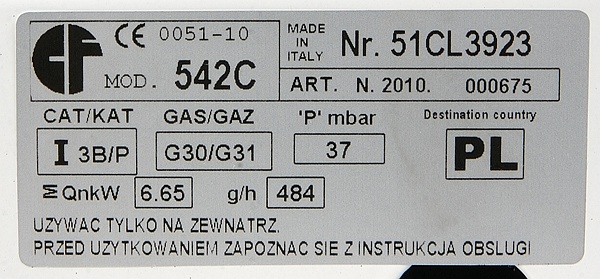 CF CE 0051-10
MOD. 542C
MADE IN ITALY
Nr. 51CL3923
ART. N. 2010. 000675
CAT/KAT GAS/GAZ 'P' mbar Destination country
I 3B/P G30/G31 37 PL
ΣQnkW 6.65 g/h 484
UZYWAC TYLKO NA ZEWNATRZ.
PRZED UZYTKOWANIEM ZAPOZNAC SIE Z INSTRUKCJA OBSLUGI